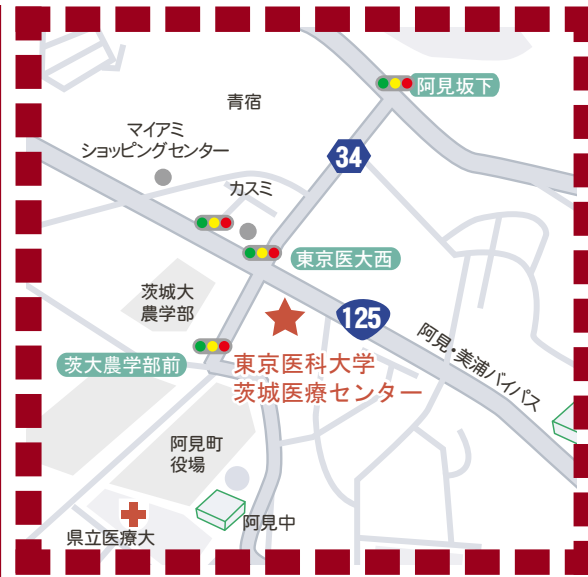 阿見坂下
青宿
マイアミ
ショッピングセンター
34
カスミ
東京医大西
茨城大
農学部
125
阿見・美浦バイパス
茨大農学部前
東京医科大学
茨城医療センター
阿見町
役場
阿見中
県立医療大